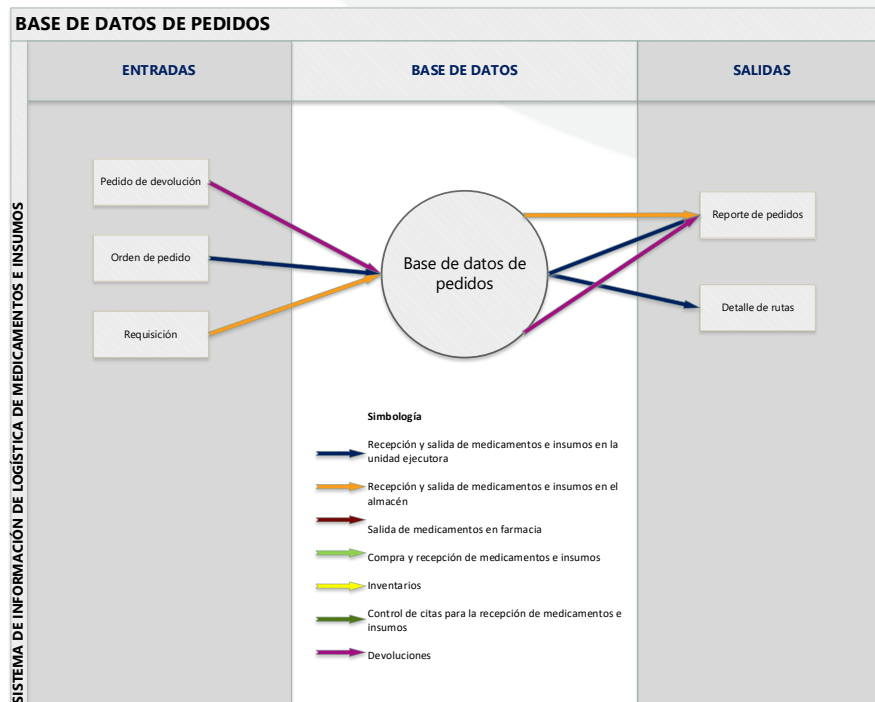 BASE DE DATOS DE PEDIDOS
SISTEMA DE INFORMACIÓN DE LOGÍSTICA DE MEDICAMENTOS E INSUMOS
ENTRADAS
BASE DE DATOS
SALIDAS
Pedido de devolución
Orden de pedido
Requisición
Base de datos de
pedidos
Reporte de pedidos
Detalle de rutas
Simbología
Recepción y salida de medicamentos e insumos en la
unidad ejecutora
Recepción y salida de medicamentos e insumos en el
almacén
Salida de medicamentos en farmacia
Compra y recepción de medicamentos e insumos
Inventarios
Control de citas para la recepción de medicamentos e
insumos
Devoluciones